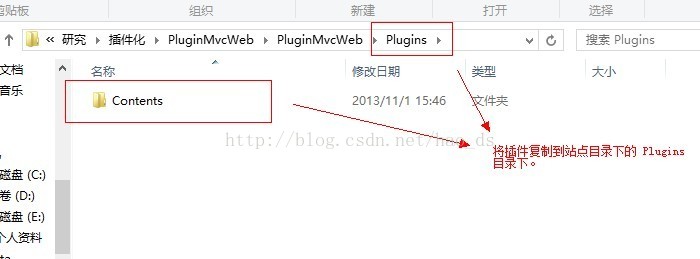 剪贴板 组织 新建 打开 选择
研究 插件化 PluginMvcWeb PluginMvcWeb Plugins 搜索 Plugins
文档 名称 修改日期 类型 大小
音乐 Contents 2013/11/1 15:46 文件夹
http://blog.csdn.net/
将插件复制到站点目录下的 Plugins
目录下。
磁盘 (C:)
卷 (D:)
磁盘 (E:)
个人资料